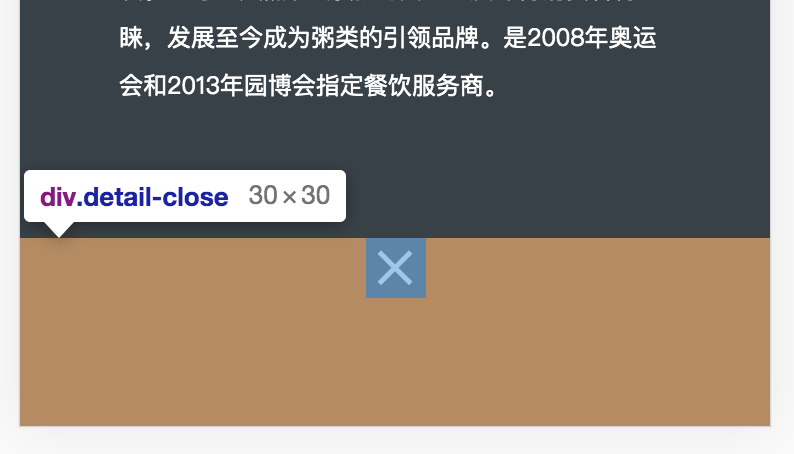 睐，发展至今成为粥类的引领品牌。是2008年奥运
会和2013年园博会指定餐饮服务商。
div.detail-close 30×30